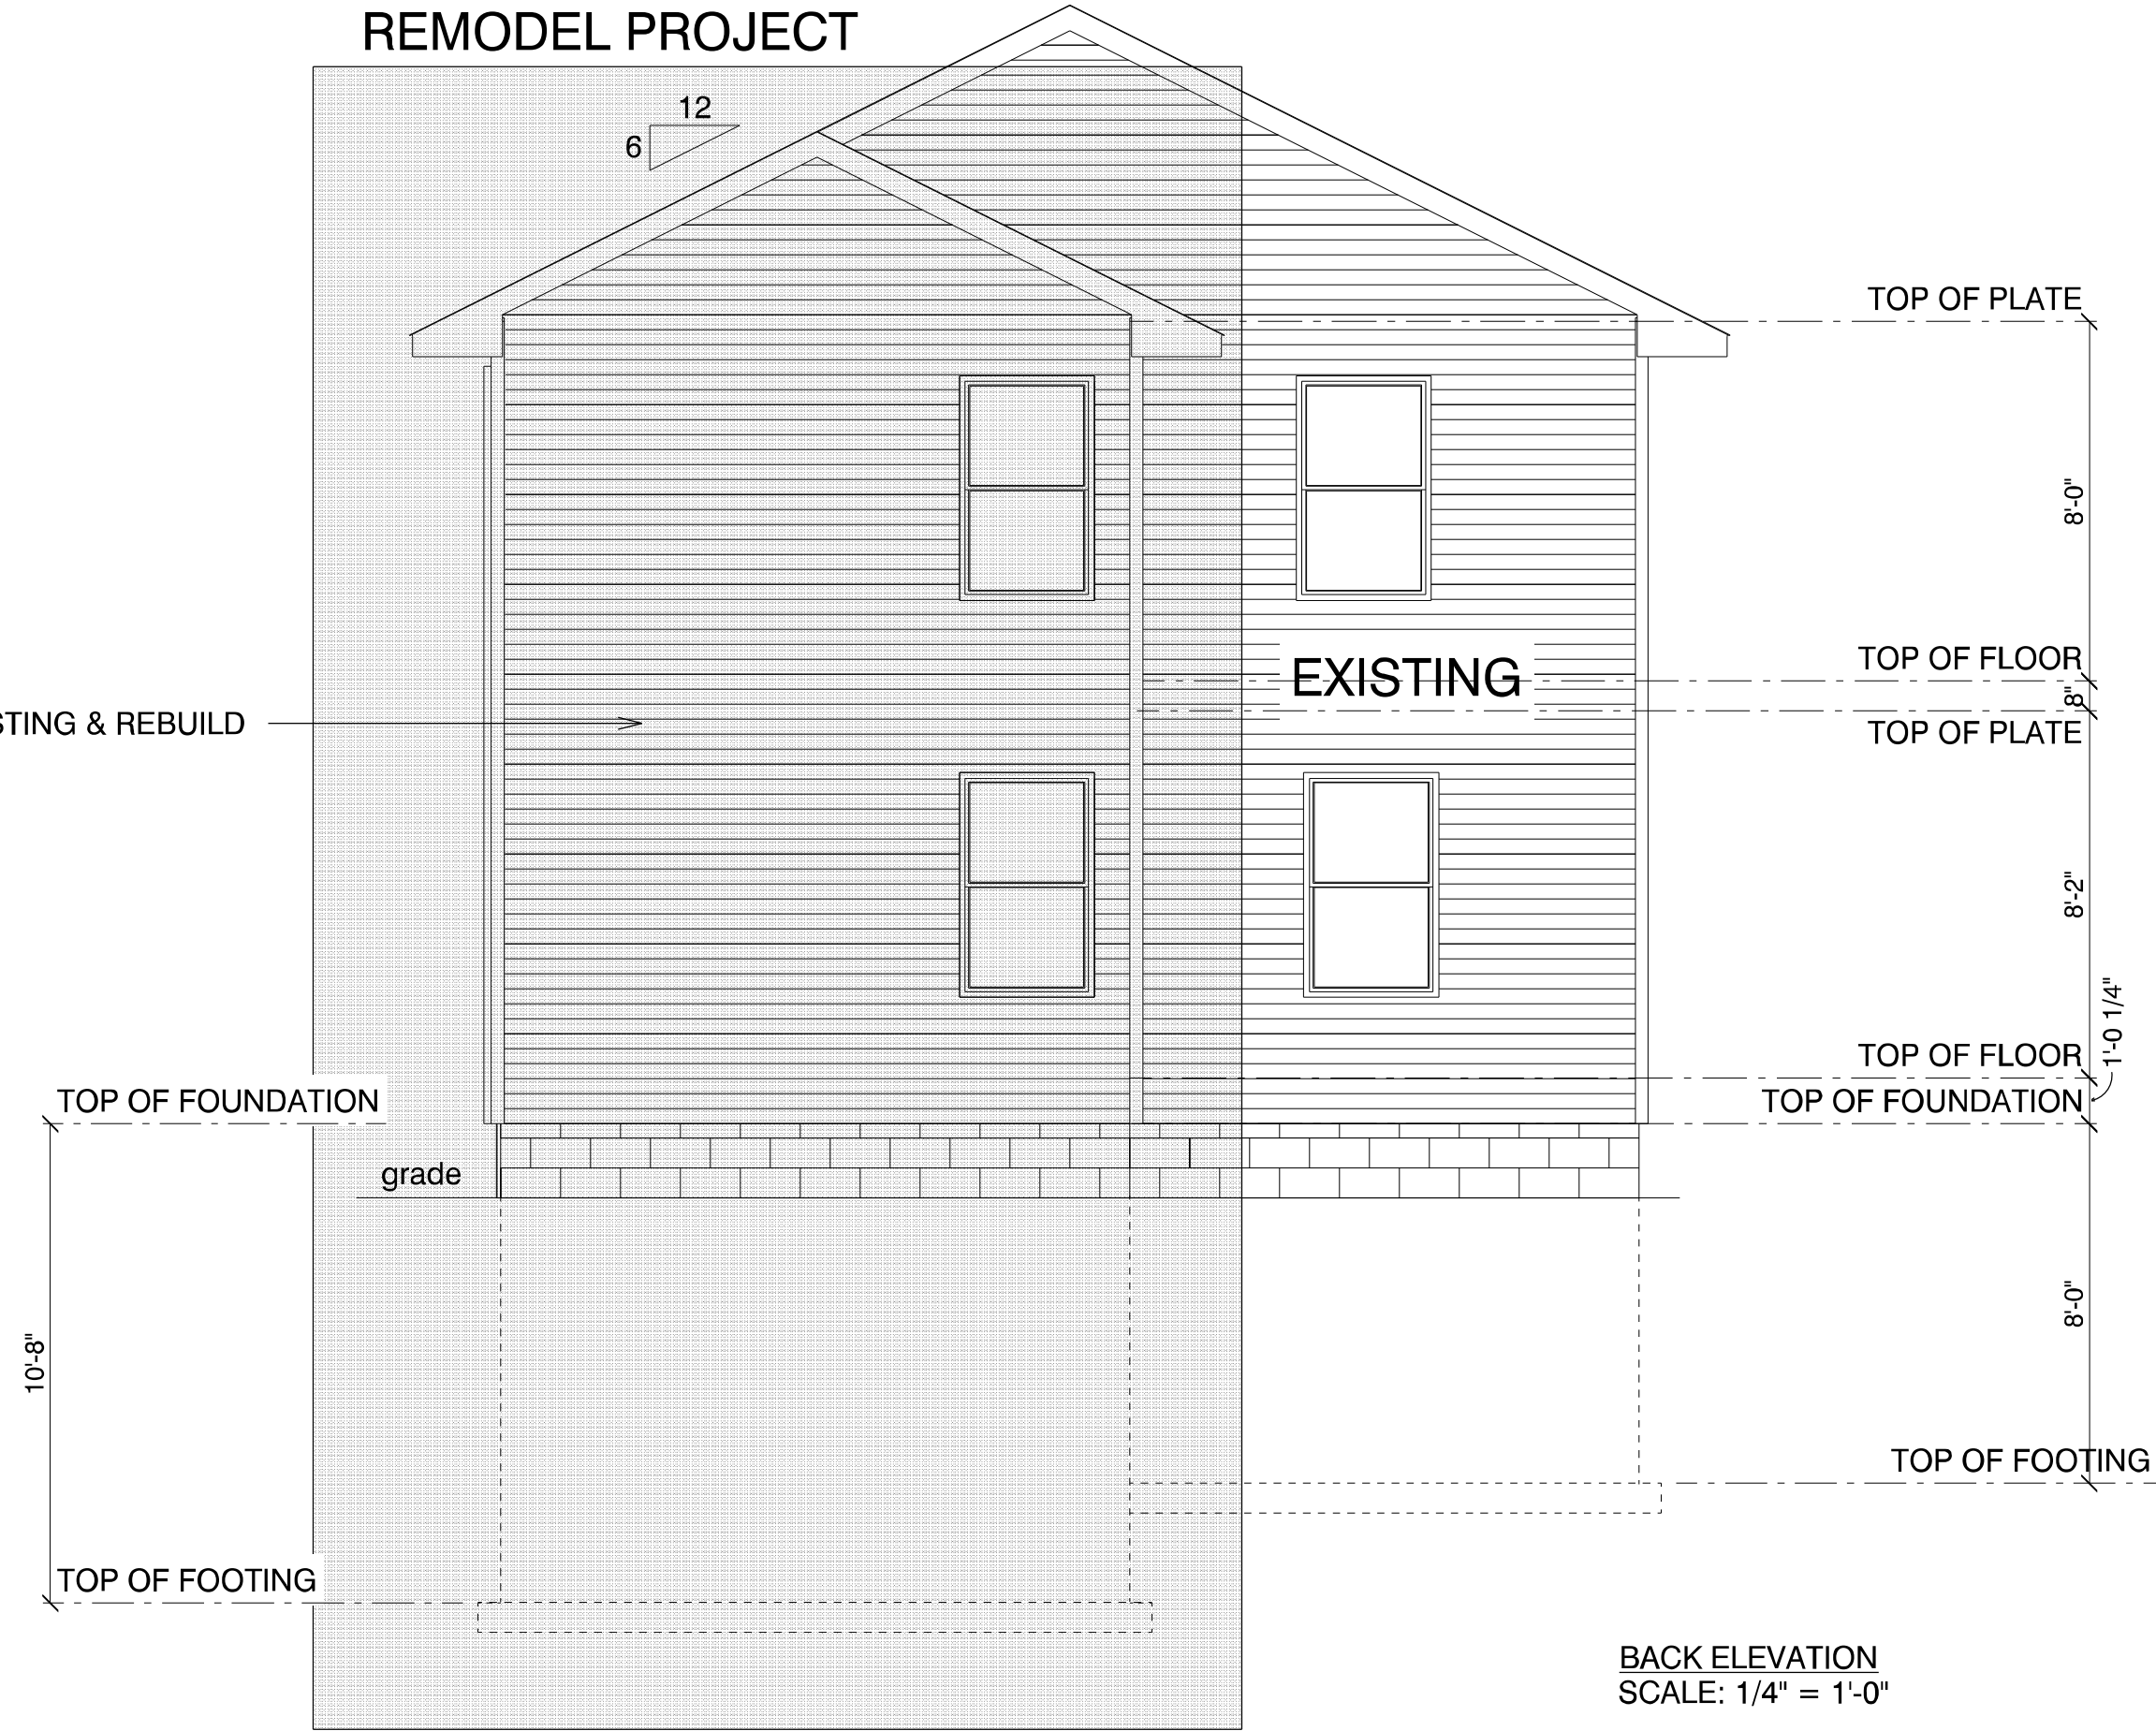 REMODEL PROJECT
12
6
TOP OF PLATE
8'-0"
TOP OF FLOOR
EXISTING
8"
& REBUILD
TOP OF PLATE
8'-2"
1'-0 1/4"
TOP OF FLOOR
TOP OF FOUNDATION
TOP OF FOUNDATION
grade
8'-0"
10'-8"
TOP OF FOOTING
TOP OF FOOTING
BACK ELEVATION
SCALE: 1/4" = 1'-0"